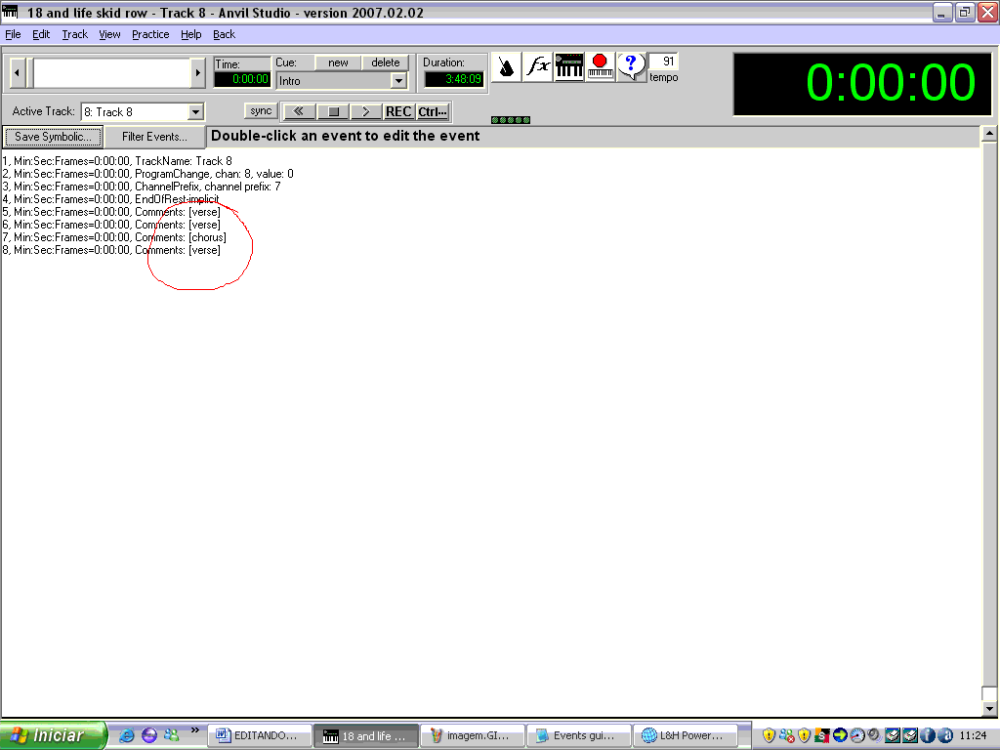 18 and life skid row - Track 8 - Anvil Studio - version 2007.02.02
File Edit Track View Practice Help Back
Time: Cue: new delete Duration: 91
0:00:00 Intro 3:48:09 tempo
0:00:00
Active Track: 8: Track 8 sync REC Ctrl...
Save Symbolic... Filter Events... Double-click an event to edit the event
1, Min:Sec:Frames=0:00:00, TrackName: Track 8
2, Min:Sec:Frames=0:00:00, ProgramChange, chan: 8, value: 0
3, Min:Sec:Frames=0:00:00, ChannelPrefix, channel prefix: 7
4, Min:Sec:Frames=0:00:00, EndOfRest-implicit
5, Min:Sec:Frames=0:00:00, Comments: [verse]
6, Min:Sec:Frames=0:00:00, Comments: [verse]
7, Min:Sec:Frames=0:00:00, Comments: [chorus]
8, Min:Sec:Frames=0:00:00, Comments: [verse]
Iniciar EDITANDO... 18 and life ... imagem.GI... Events gui... L&H Power... 11:24